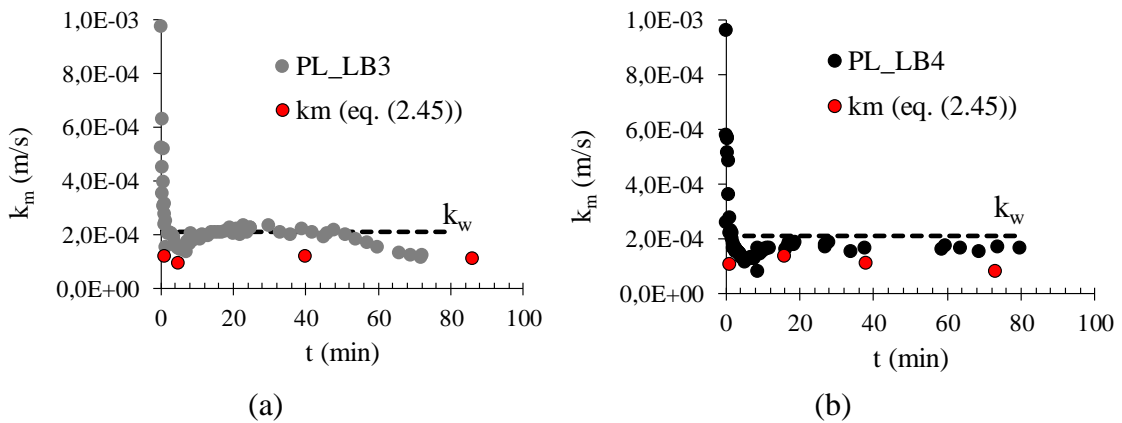 1,0E-03
8,0E-04
6,0E-04
4,0E-04
2,0E-04
0,0E+00
k_m (m/s)
PL_LB3
km (eq. (2.45))
k_w
0 20 40 60 80 100
t (min)
(a)
1,0E-03
8,0E-04
6,0E-04
4,0E-04
2,0E-04
0,0E+00
k_m (m/s)
PL_LB4
km (eq. (2.45))
k_w
0 20 40 60 80 100
t (min)
(b)